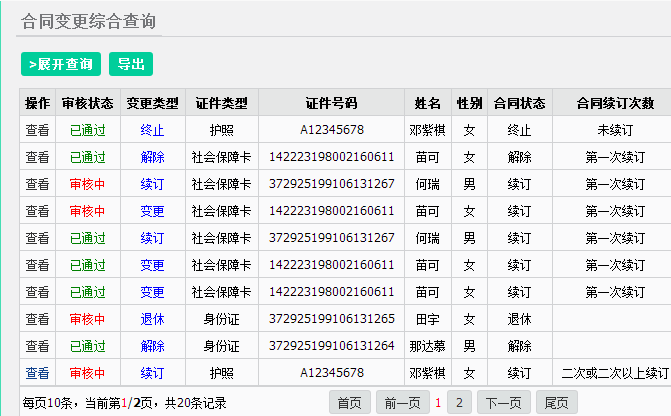 合同变更综合查询
>展开查询 导出
操作 审核状态 变更类型 证件类型 证件号码 姓名 性别 合同状态 合同续订次数
查看 已通过 终止 护照 A12345678 邓紫棋 女 终止 未续订
查看 已通过 解除 社会保障卡 142223198002160611 苗可 女 解除 第一次续订
查看 审核中 续订 社会保障卡 372925199106131267 何瑞 男 续订 第一次续订
查看 审核中 变更 社会保障卡 142223198002160611 苗可 女 续订 第一次续订
查看 已通过 续订 社会保障卡 372925199106131267 何瑞 男 续订 第一次续订
查看 已通过 变更 社会保障卡 142223198002160611 苗可 女 续订 第一次续订
查看 已通过 变更 社会保障卡 142223198002160611 苗可 女 续订 第一次续订
查看 审核中 退休 身份证 372925199106131265 田宇 女 退休
查看 已通过 解除 身份证 372925199106131264 那达慕 男 解除
查看 审核中 续订 护照 A12345678 邓紫棋 女 续订 二次或二次以上续订
每页10条，当前第1/2页，共20条记录 首页 前一页 1 2 下一页 尾页